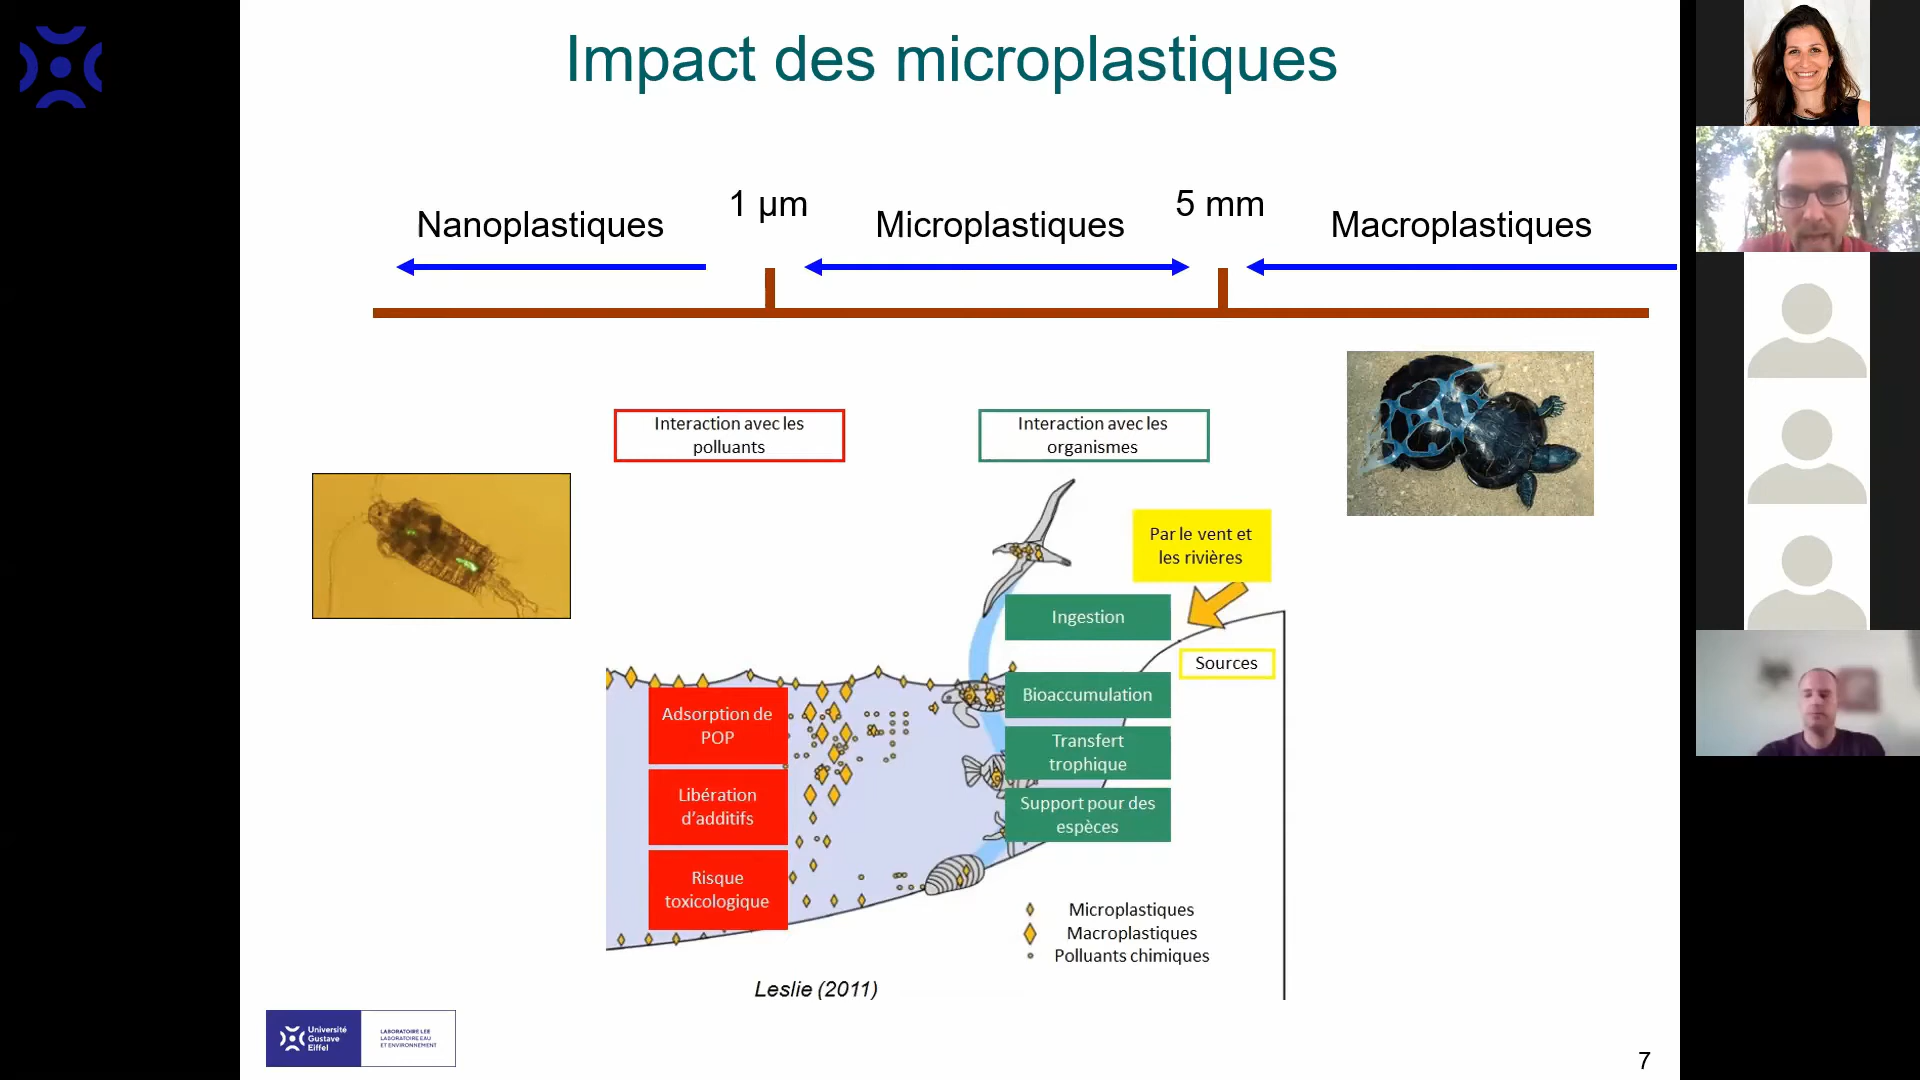 Impact des microplastiques
Nanoplastiques
1 µm
Microplastiques
5 mm
Macroplastiques
Interaction avec les
polluants
Interaction avec les
organismes
Par le vent et
les rivières
Ingestion
Sources
Bioaccumulation
Adsorption de
POP
Transfert
trophique
Libération
d'additifs
Support pour des
espèces
Risque
toxicologique
Microplastiques
Macroplastiques
Polluants chimiques
Leslie (2011)
Université
Gustave
Eiffel
LABORATOIRE LEE
LABORATOIRE EAU
ET ENVIRONNEMENT
7